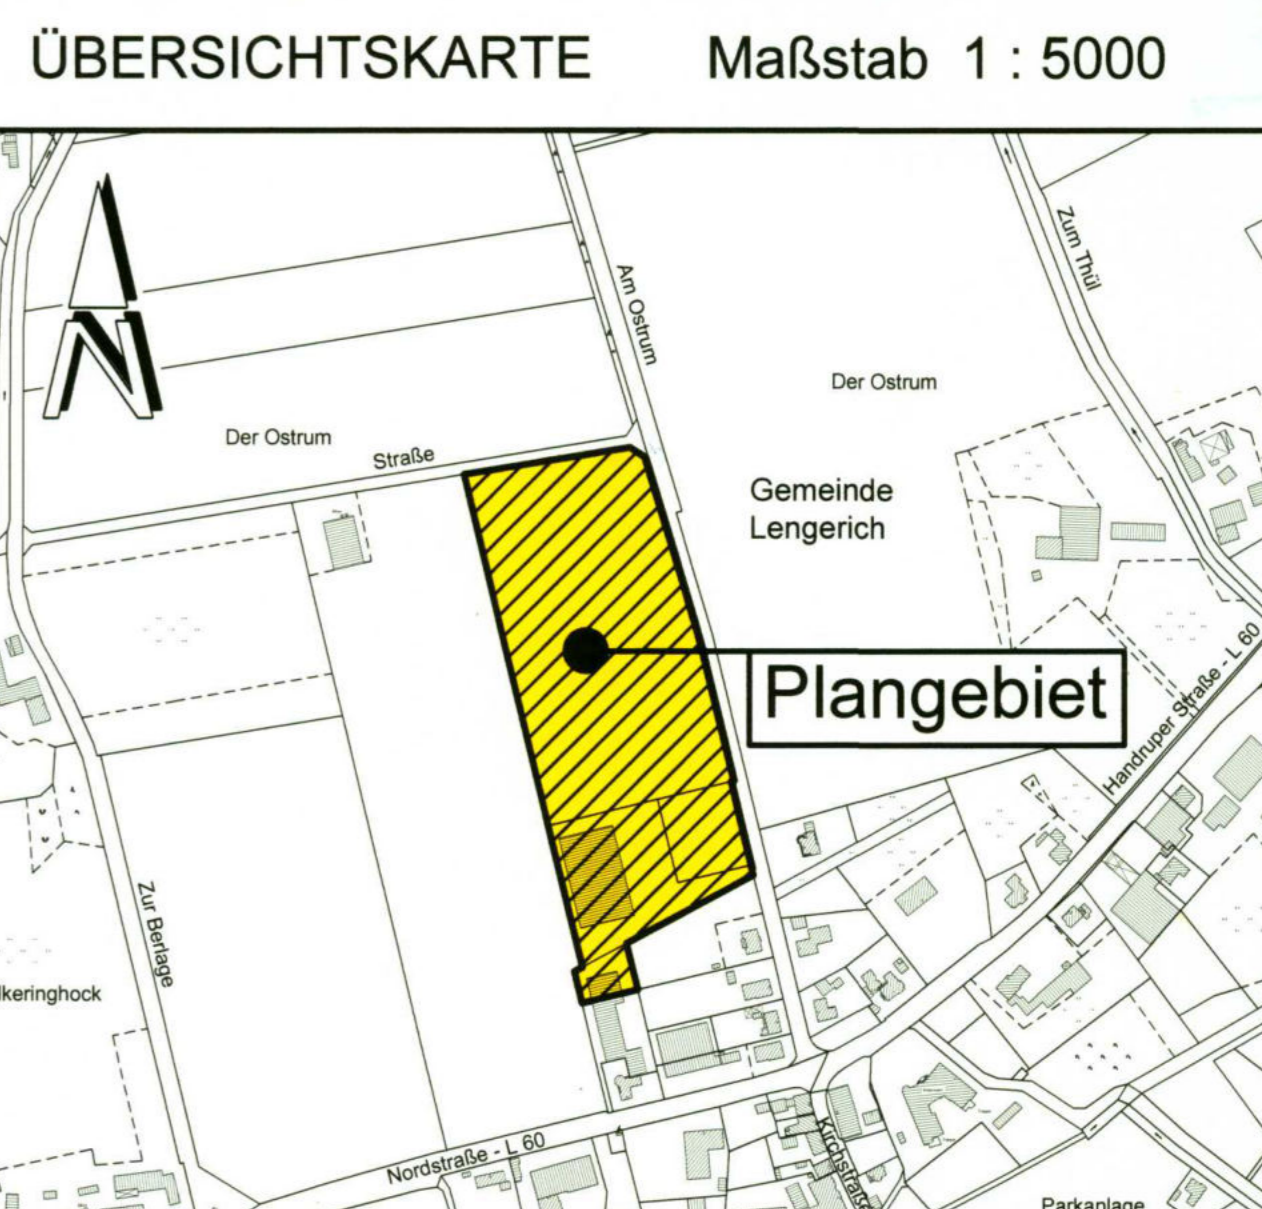 ÜBERSICHTSKARTE Maßstab 1 : 5000
N
Zum Thül
Am Ostrum
Der Ostrum
Der Ostrum
Straße
Gemeinde
Lengerich
Plangebiet
Handruper Straße - L 60
Zur Berlage
lkeringhock
Nordstraße - L 60
Kirchstraße
Parkanlage